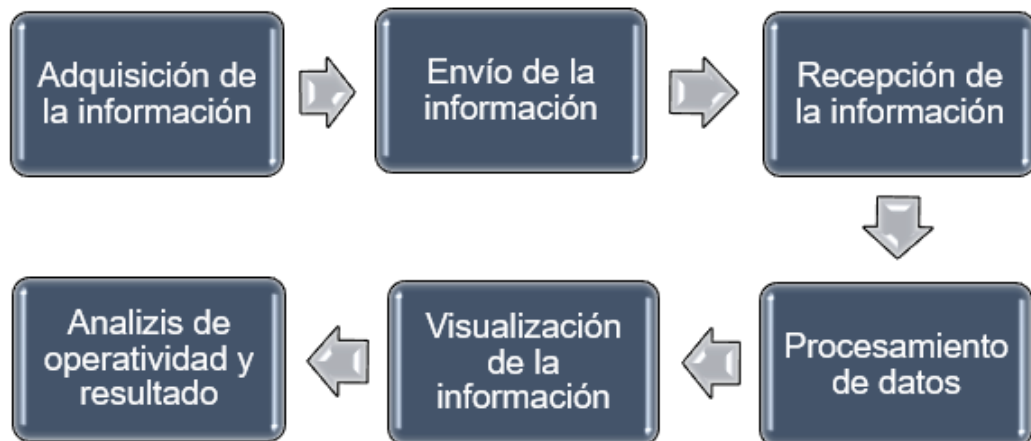 Adquisición de
la información
Envío de la
información
Recepción de
la información
Procesamiento
de datos
Visualización
de la
información
Analizis de
operatividad y
resultado